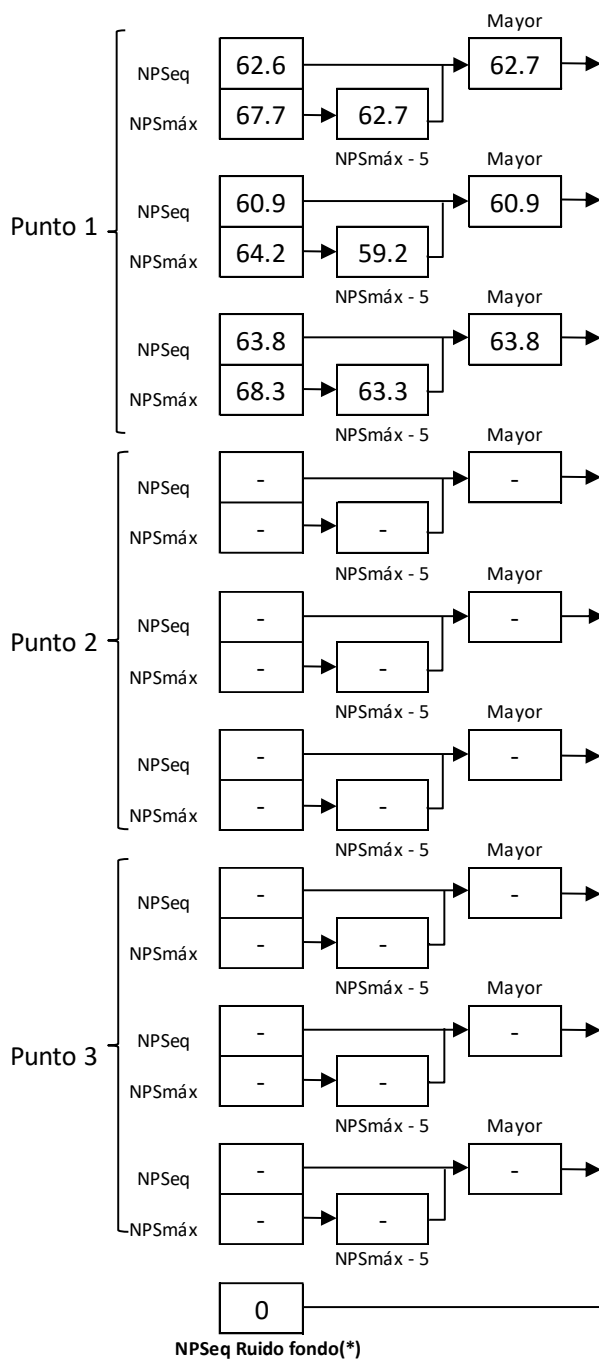 Mayor
NPSeq 62.6 62.7
NPSmáx 67.7 62.7
NPSmáx - 5
Mayor
Punto 1
NPSeq 60.9 60.9
NPSmáx 64.2 59.2
NPSmáx - 5
Mayor
NPSeq 63.8 63.8
NPSmáx 68.3 63.3
NPSmáx - 5
Mayor
NPSeq - -
NPSmáx - -
NPSmáx - 5
Mayor
Punto 2
NPSeq - -
NPSmáx - -
NPSmáx - 5
Mayor
NPSeq - -
NPSmáx - -
NPSmáx - 5
Mayor
NPSeq - -
NPSmáx - -
NPSmáx - 5
Mayor
Punto 3
NPSeq - -
NPSmáx - -
NPSmáx - 5
Mayor
NPSeq - -
NPSmáx - -
NPSmáx - 5
0
NPSeq Ruido fondo(*)